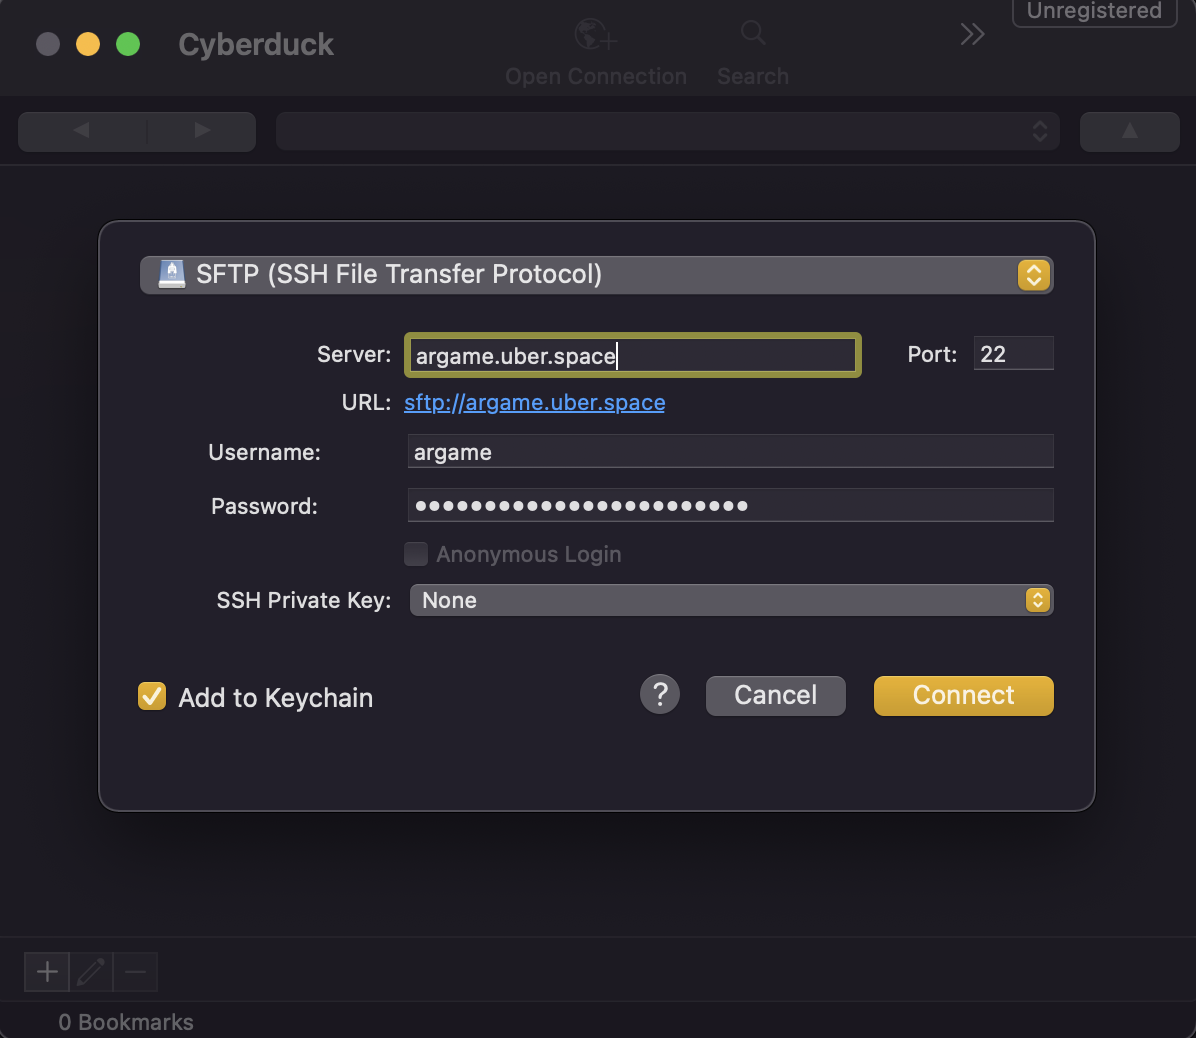 Unregistered
Cyberduck
Open Connection Search
SFTP (SSH File Transfer Protocol)
Server: argame.uber.space Port: 22
URL: sftp://argame.uber.space
Username: argame
Password: ••••••••••••••••••••••••
Anonymous Login
SSH Private Key: None
Add to Keychain ? Cancel Connect
0 Bookmarks